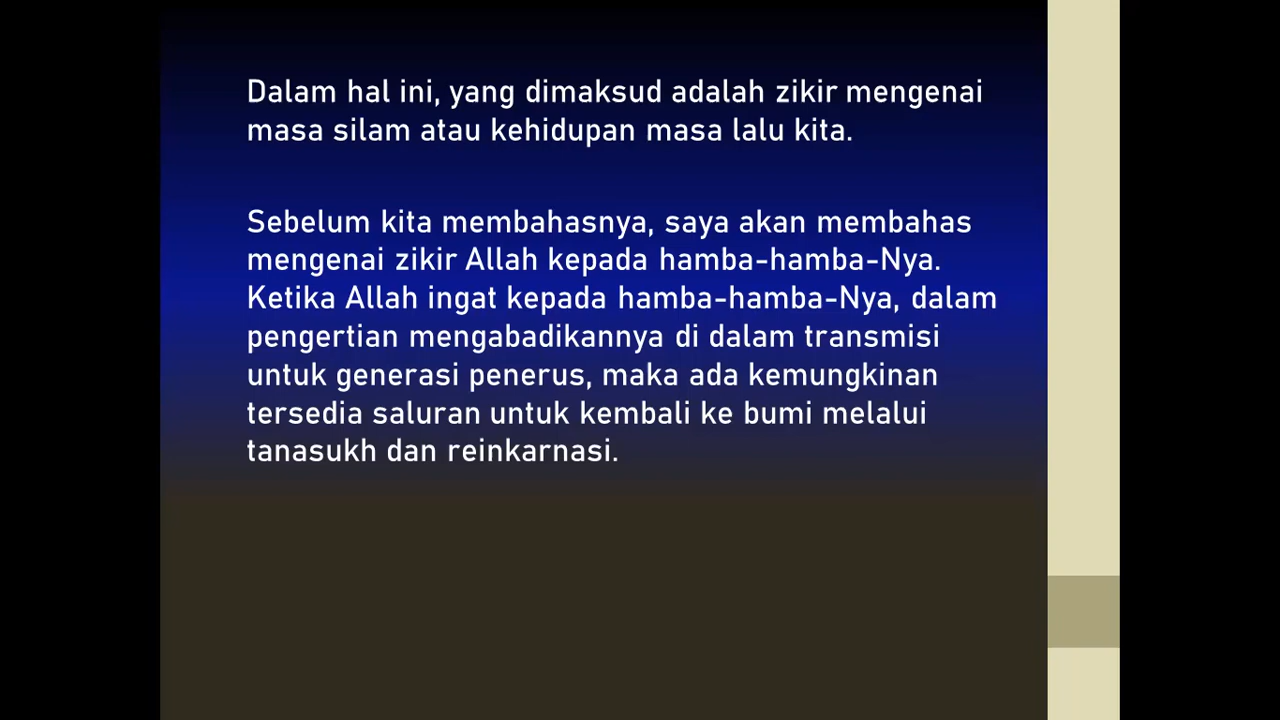 Dalam hal ini, yang dimaksud adalah zikir mengenai
masa silam atau kehidupan masa lalu kita.
Sebelum kita membahasnya, saya akan membahas
mengenai zikir Allah kepada hamba-hamba-Nya.
Ketika Allah ingat kepada hamba-hamba-Nya, dalam
pengertian mengabadikannya di dalam transmisi
untuk generasi penerus, maka ada kemungkinan
tersedia saluran untuk kembali ke bumi melalui
tanasukh dan reinkarnasi.